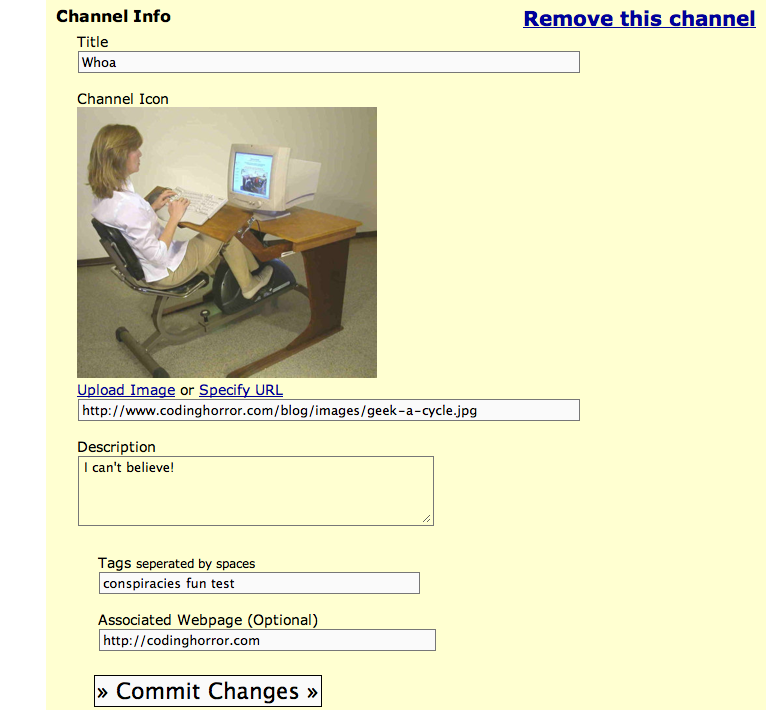 Channel Info
Remove this channel
Title
Whoa
Channel Icon
Upload Image or Specify URL
http://www.codinghorror.com/blog/images/geek-a-cycle.jpg
Description
I can't believe!
Tags seperated by spaces
conspiracies fun test
Associated Webpage (Optional)
http://codinghorror.com
» Commit Changes »